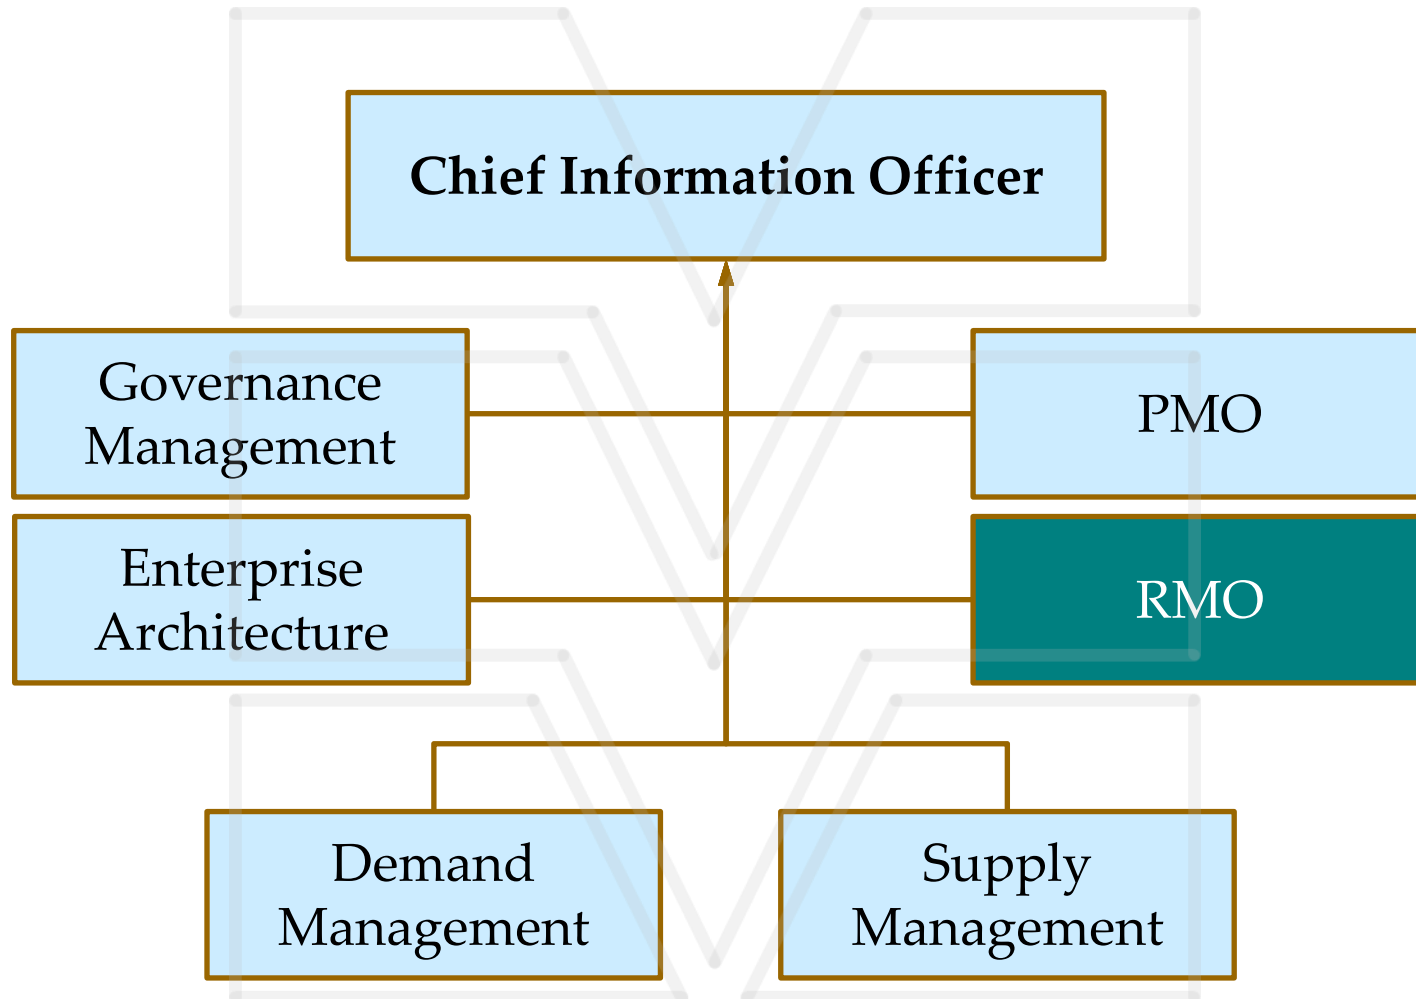 Chief Information Officer
Governance
Management
PMO
Enterprise
Architecture
RMO
Demand
Management
Supply
Management